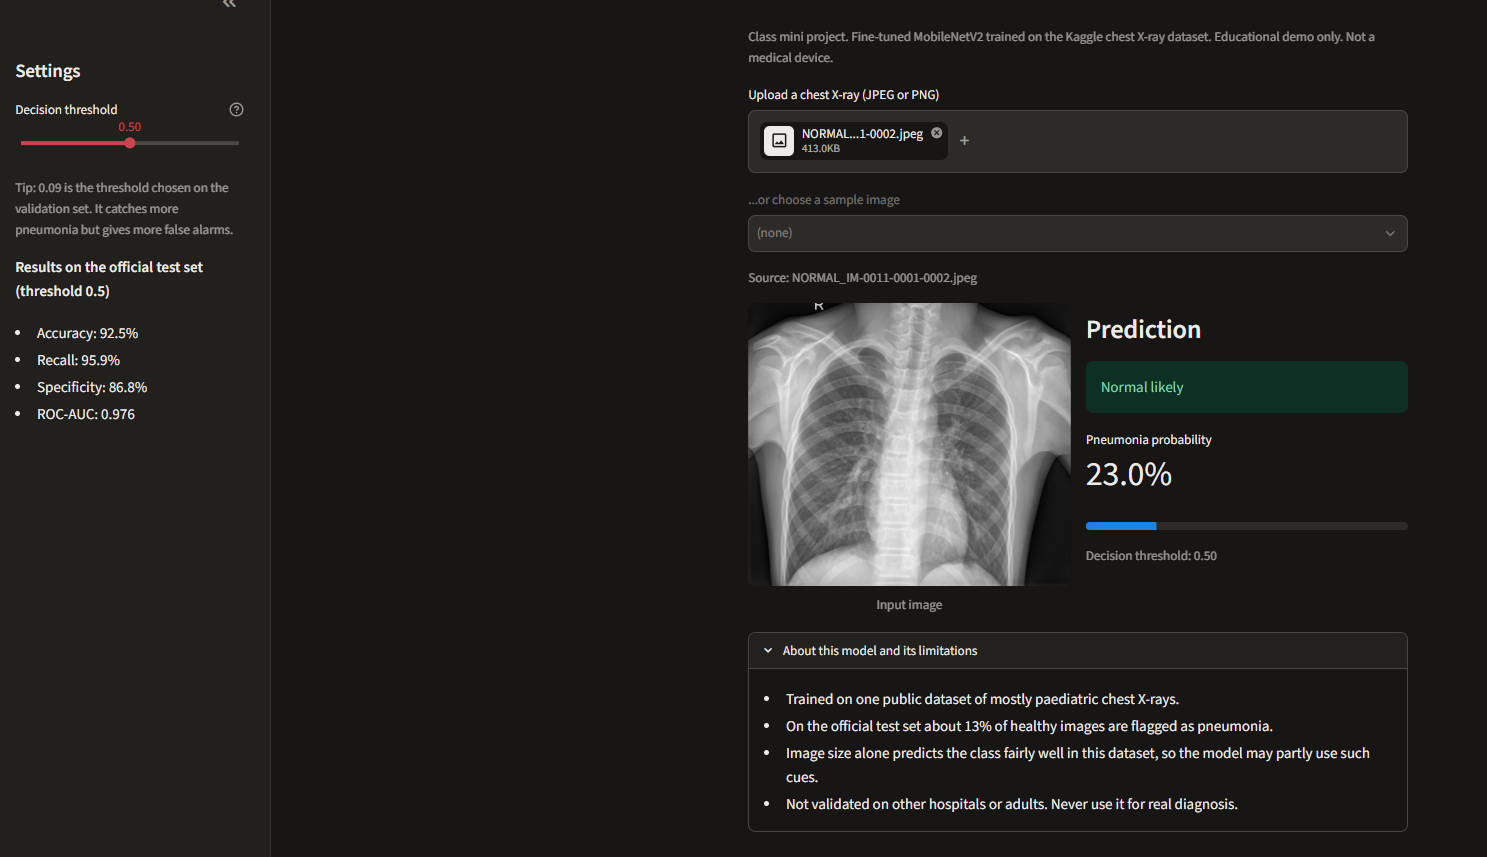 «
Settings
Decision threshold
0.50
Tip: 0.09 is the threshold chosen on the
validation set. It catches more
pneumonia but gives more false alarms.
Results on the official test set
(threshold 0.5)
• Accuracy: 92.5%
• Recall: 95.9%
• Specificity: 86.8%
• ROC-AUC: 0.976
Class mini project. Fine-tuned MobileNetV2 trained on the Kaggle chest X-ray dataset. Educational demo only. Not a
medical device.
Upload a chest X-ray (JPEG or PNG)
NORMAL...1-0002.jpeg
413.0KB
+
...or choose a sample image
(none)
Source: NORMAL_IM-0011-0001-0002.jpeg
R
Input image
Prediction
Normal likely
Pneumonia probability
23.0%
Decision threshold: 0.50
About this model and its limitations
• Trained on one public dataset of mostly paediatric chest X-rays.
• On the official test set about 13% of healthy images are flagged as pneumonia.
• Image size alone predicts the class fairly well in this dataset, so the model may partly use such
cues.
• Not validated on other hospitals or adults. Never use it for real diagnosis.